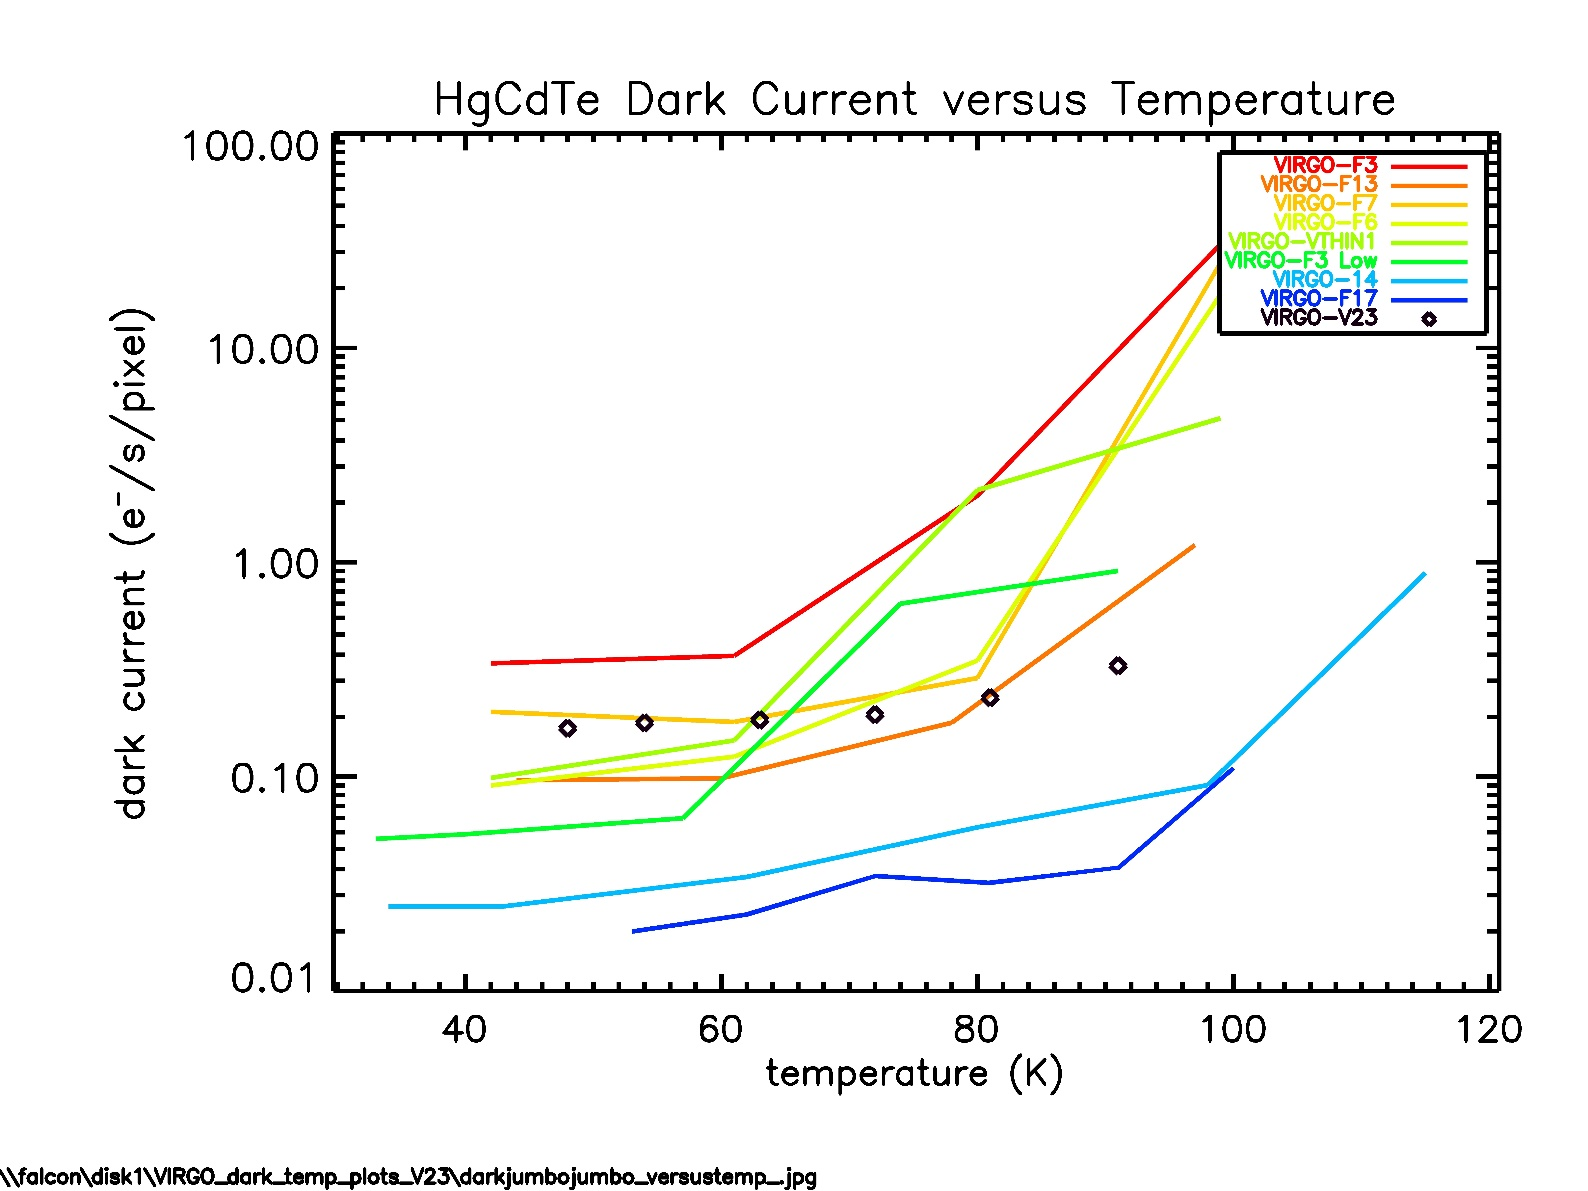 HgCdTe Dark Current versus Temperature
100.00
10.00
1.00
0.10
0.01
dark current (e⁻/s/pixel)
VIRGO-F3
VIRGO-F13
VIRGO-F7
VIRGO-F6
VIRGO-VTHIN1
VIRGO-F3 Low
VIRGO-14
VIRGO-F17
VIRGO-V23
40 60 80 100 120
temperature (K)
\\falcon\disk1\VIRGO_dark_temp_plots_V23\darkjumbojumbo_versustemp_.jpg